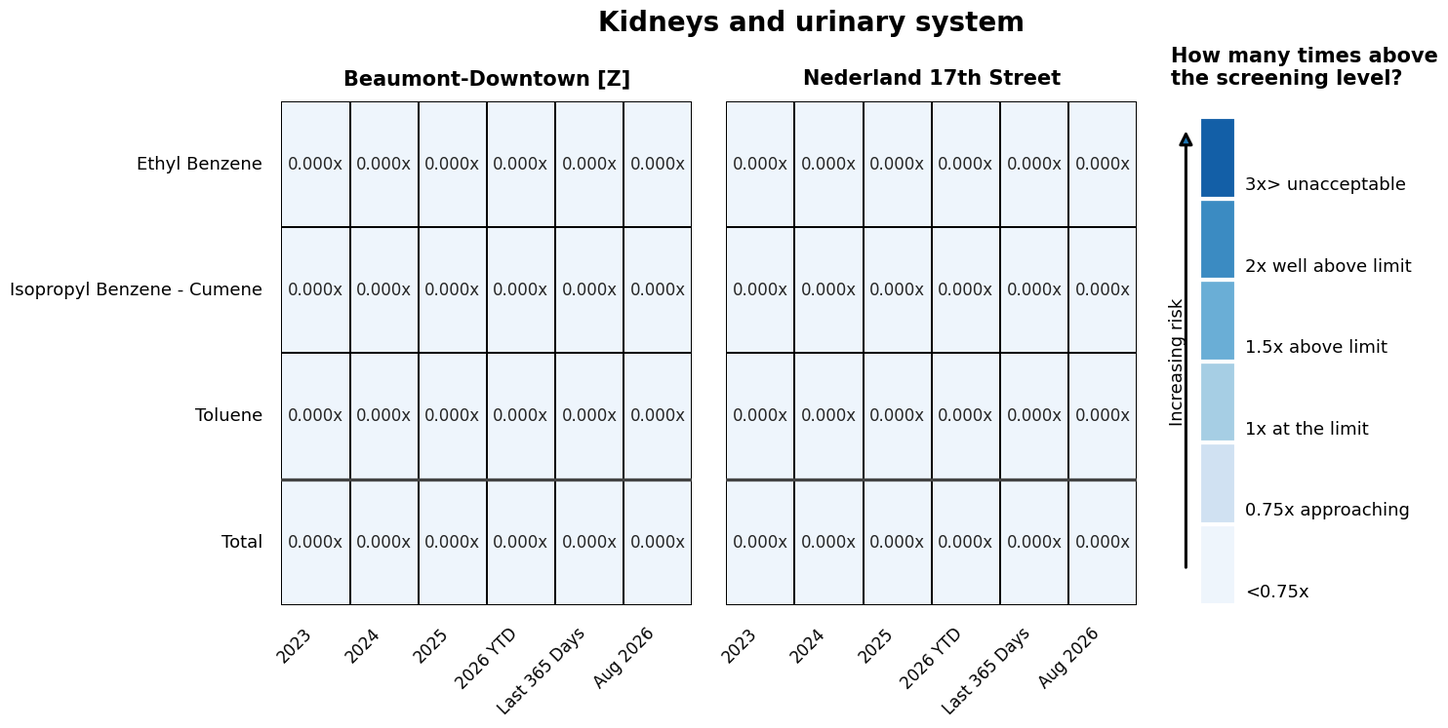 Kidneys and urinary system
Beaumont-Downtown [Z]
Nederland 17th Street
How many times above
the screening level?
Ethyl Benzene 0.000x 0.000x 0.000x 0.000x 0.000x 0.000x 0.000x 0.000x 0.000x 0.000x 0.000x 0.000x
Isopropyl Benzene - Cumene 0.000x 0.000x 0.000x 0.000x 0.000x 0.000x 0.000x 0.000x 0.000x 0.000x 0.000x 0.000x
Toluene 0.000x 0.000x 0.000x 0.000x 0.000x 0.000x 0.000x 0.000x 0.000x 0.000x 0.000x 0.000x
Total 0.000x 0.000x 0.000x 0.000x 0.000x 0.000x 0.000x 0.000x 0.000x 0.000x 0.000x 0.000x
2023 2024 2025 2026 YTD Last 365 Days Aug 2026
2023 2024 2025 2026 YTD Last 365 Days Aug 2026
Increasing risk
3x> unacceptable
2x well above limit
1.5x above limit
1x at the limit
0.75x approaching
<0.75x